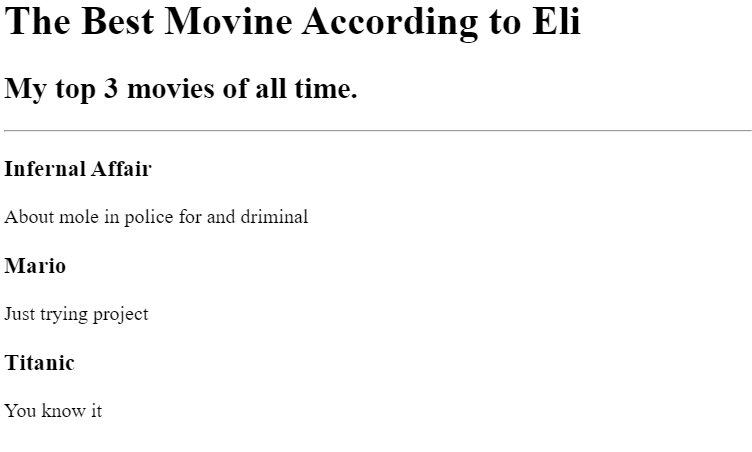 The Best Movine According to Eli
My top 3 movies of all time.
Infernal Affair
About mole in police for and driminal
Mario
Just trying project
Titanic
You know it